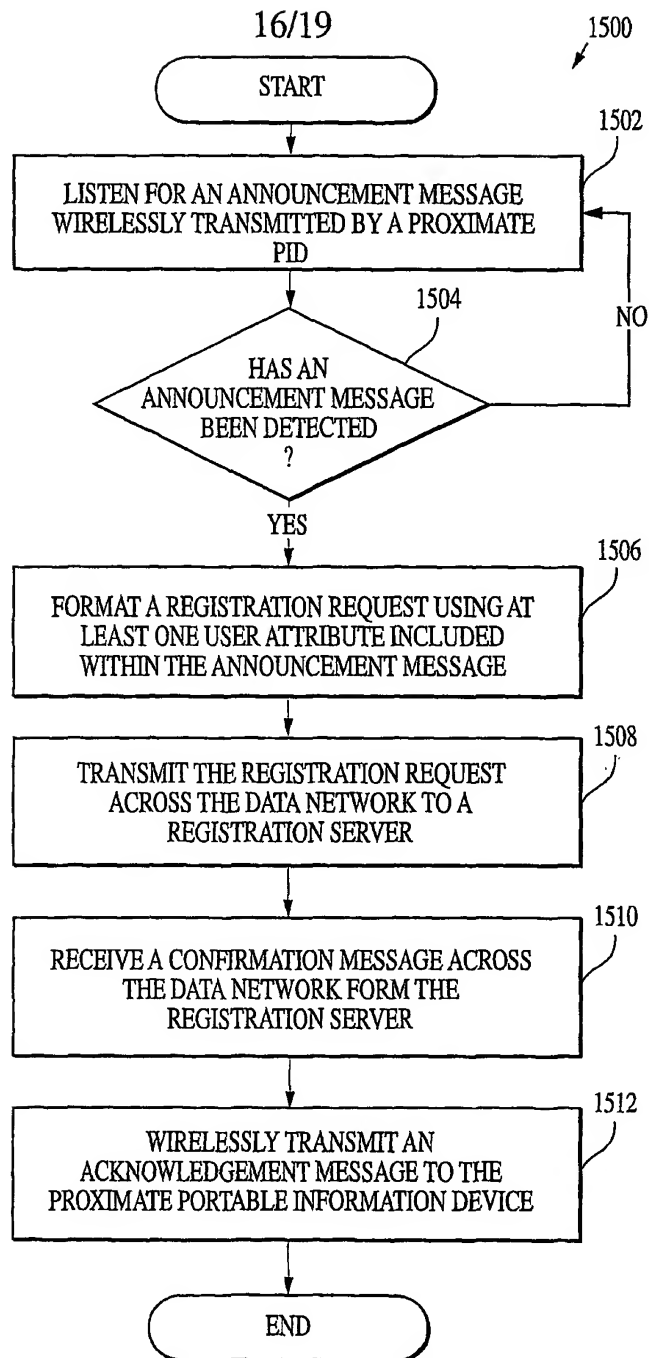 16/19
1500
START
1502
LISTEN FOR AN ANNOUNCEMENT MESSAGE
WIRELESSLY TRANSMITTED BY A PROXIMATE
PID
1504
NO
HAS AN
ANNOUNCEMENT MESSAGE
BEEN DETECTED
?
YES
1506
FORMAT A REGISTRATION REQUEST USING AT
LEAST ONE USER ATTRIBUTE INCLUDED
WITHIN THE ANNOUNCEMENT MESSAGE
1508
TRANSMIT THE REGISTRATION REQUEST
ACROSS THE DATA NETWORK TO A
REGISTRATION SERVER
1510
RECEIVE A CONFIRMATION MESSAGE ACROSS
THE DATA NETWORK FORM THE
REGISTRATION SERVER
1512
WIRELESSLY TRANSMIT AN
ACKNOWLEDGEMENT MESSAGE TO THE
PROXIMATE PORTABLE INFORMATION DEVICE
END